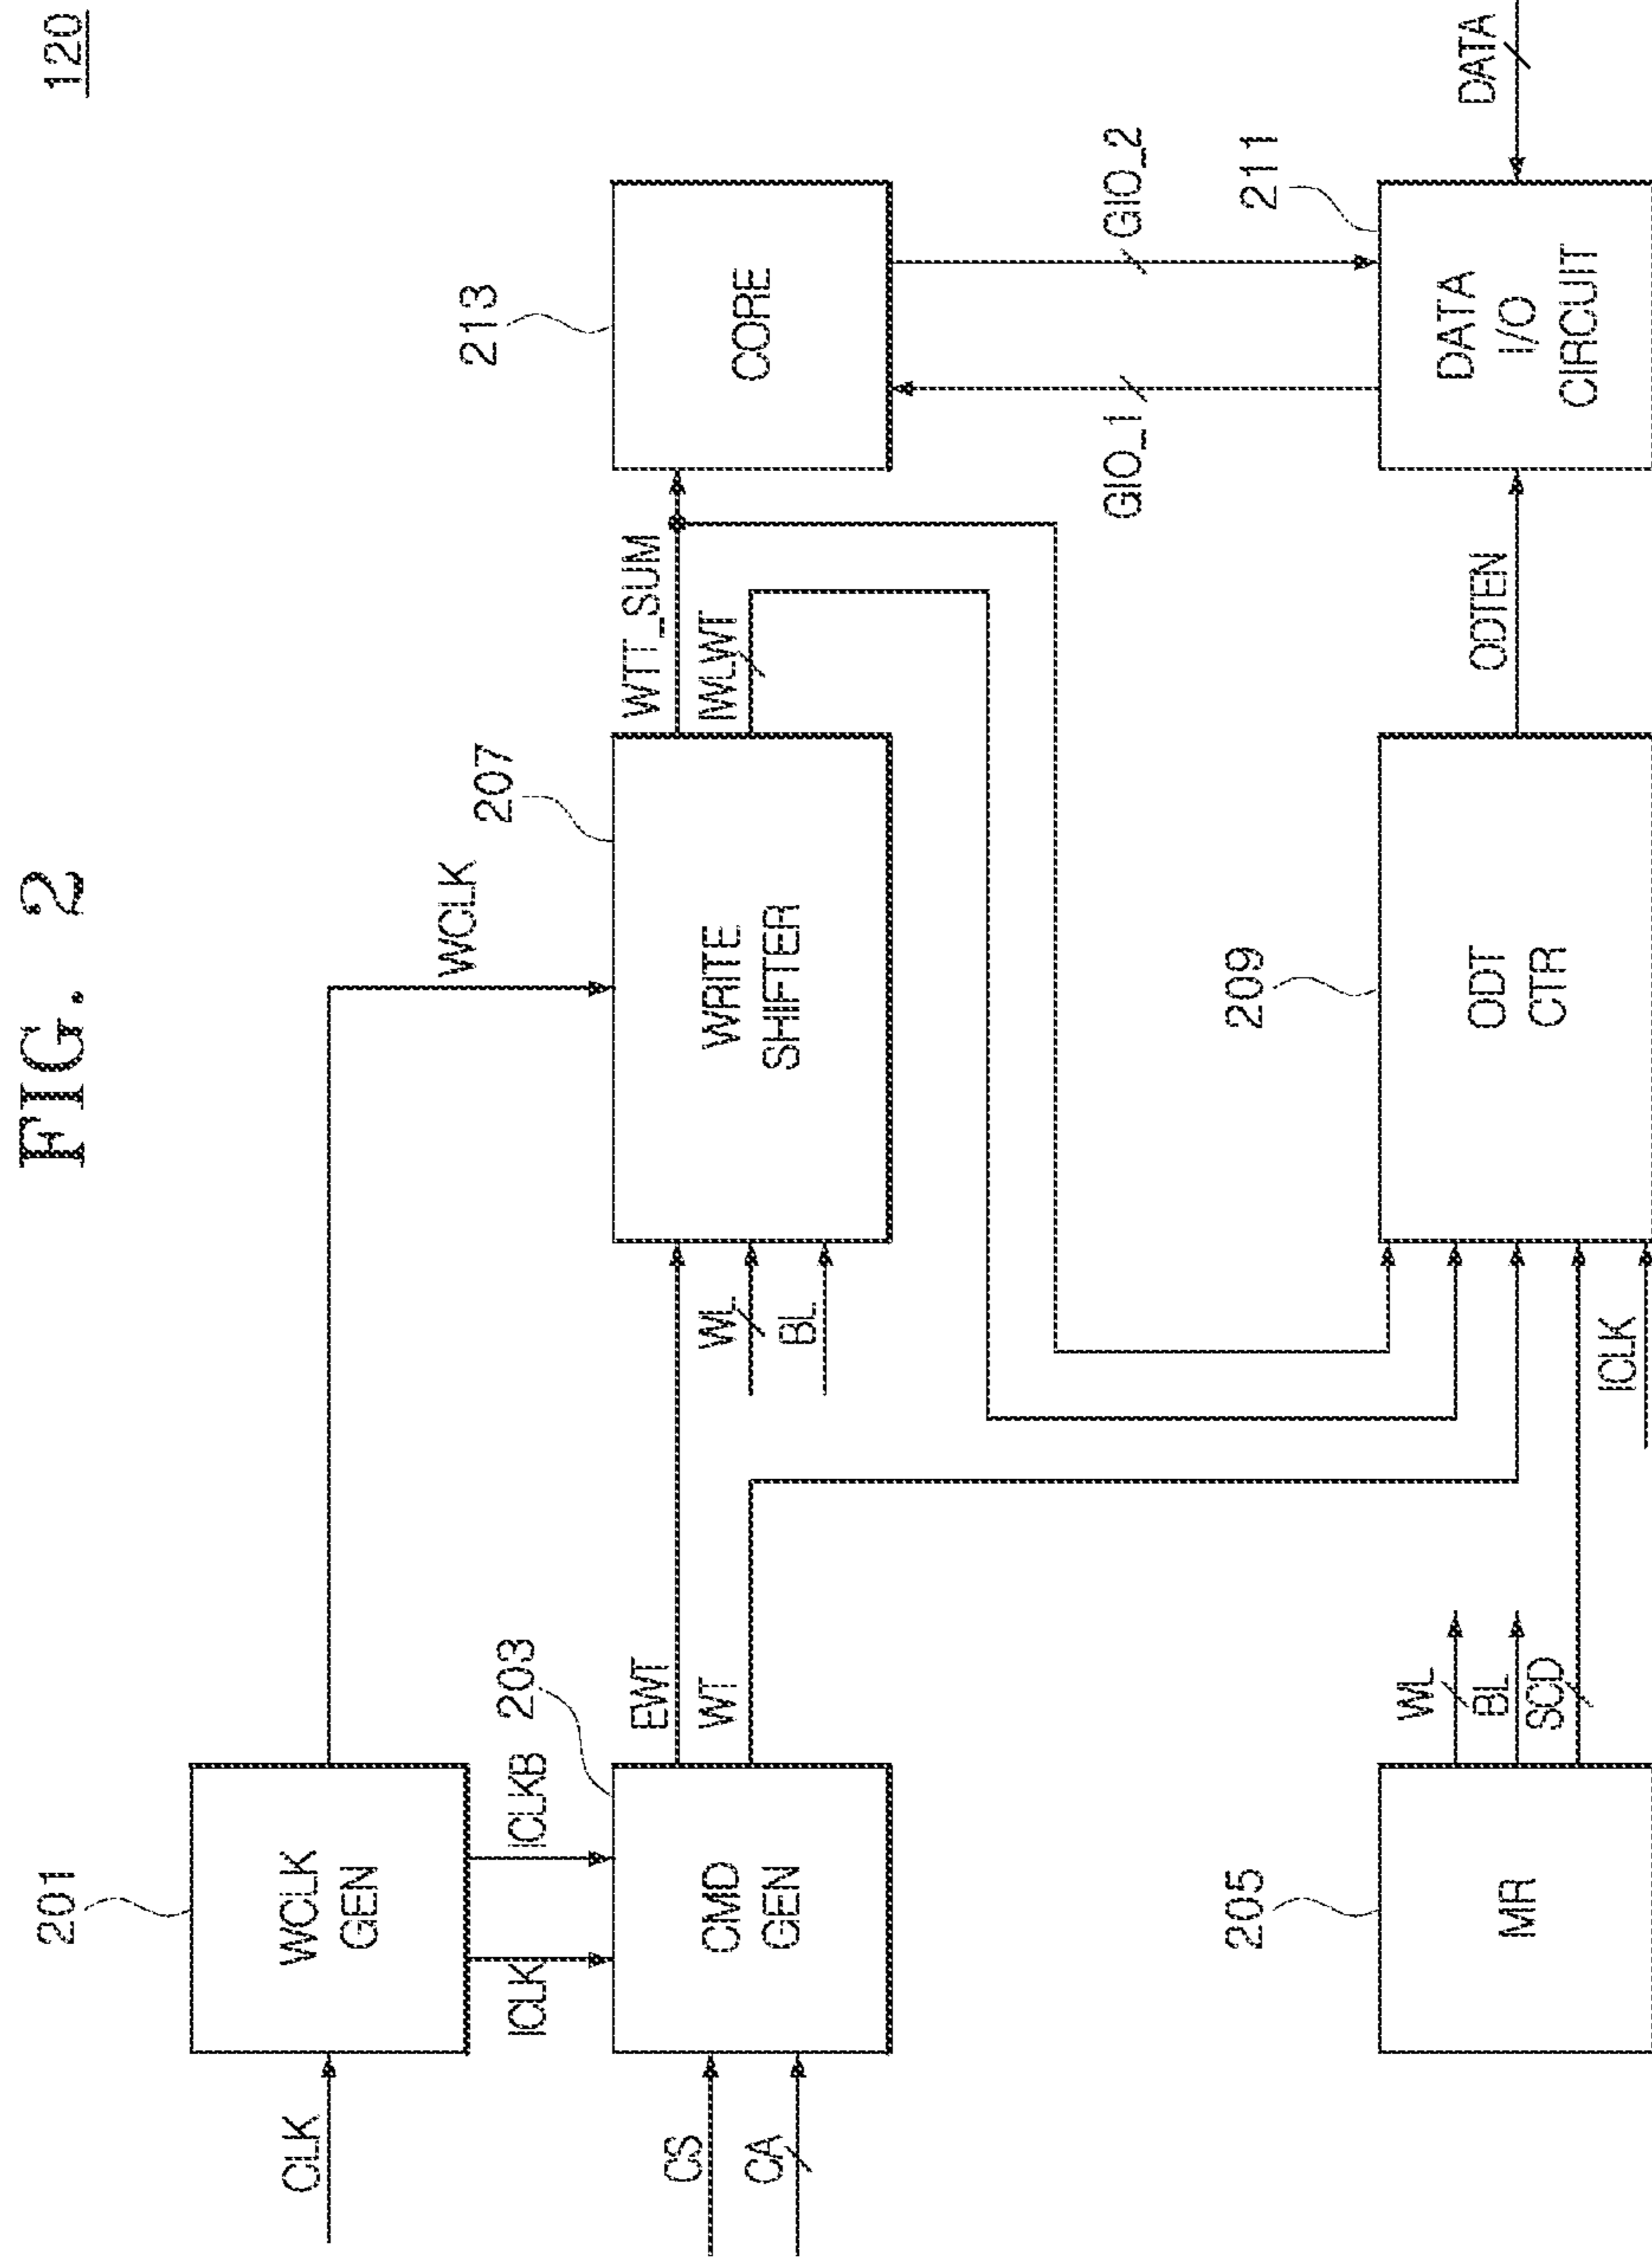 FIG. 2
120
201
WCLK
GEN
CLK
WCLK
ICLK
ICLKB
203
CMD
GEN
CS
CA
EWT
WT
207
WRITE
SHIFTER
WL
BL
WTT_SUM
IWLWT
213
CORE
GIO_1
GIO_2
205
MR
WL
BL
SCD
209
ODT
CTR
ICLK
ODTEN
211
DATA
I/O
CIRCUIT
DATA